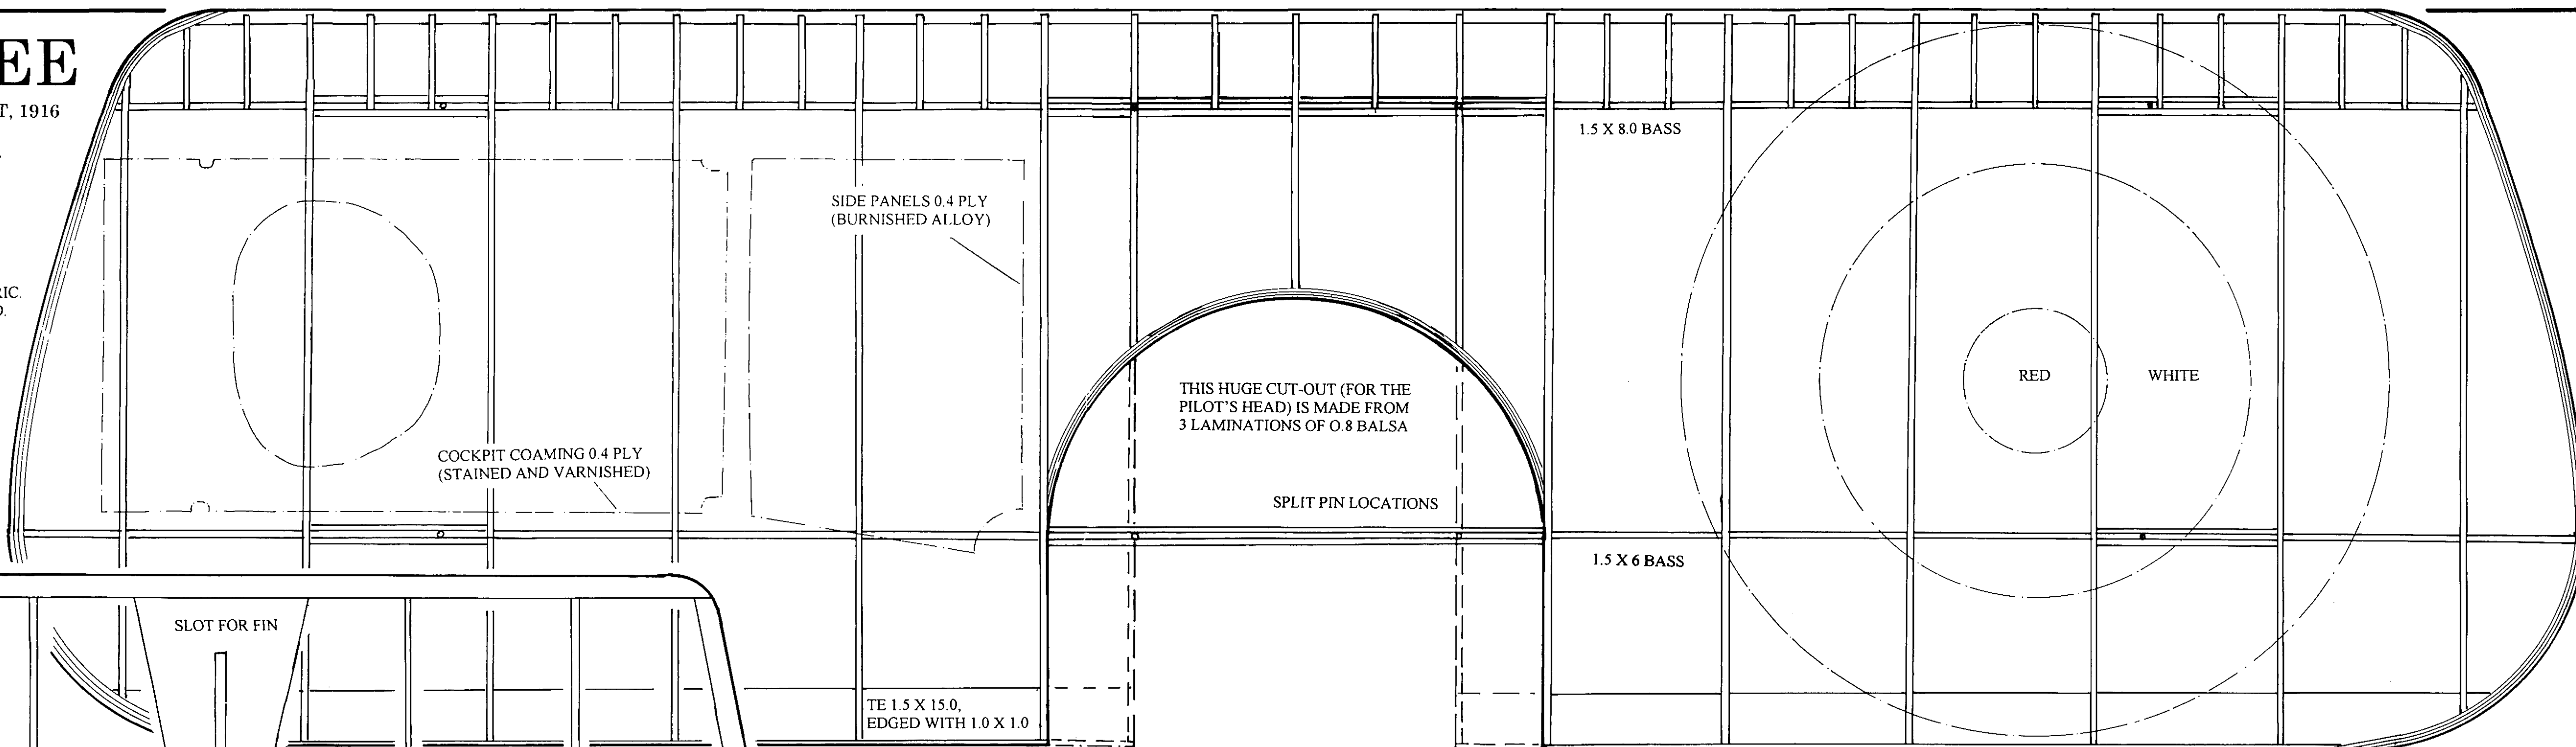 EE
T, 1916
RIC.
1.5 X 8.0 BASS
SIDE PANELS 0.4 PLY
(BURNISHED ALLOY)
THIS HUGE CUT-OUT (FOR THE
PILOT'S HEAD) IS MADE FROM
3 LAMINATIONS OF O.8 BALSA
RED
WHITE
COCKPIT COAMING 0.4 PLY
(STAINED AND VARNISHED)
SPLIT PIN LOCATIONS
1.5 X 6 BASS
SLOT FOR FIN
TE 1.5 X 15.0,
EDGED WITH 1.0 X 1.0